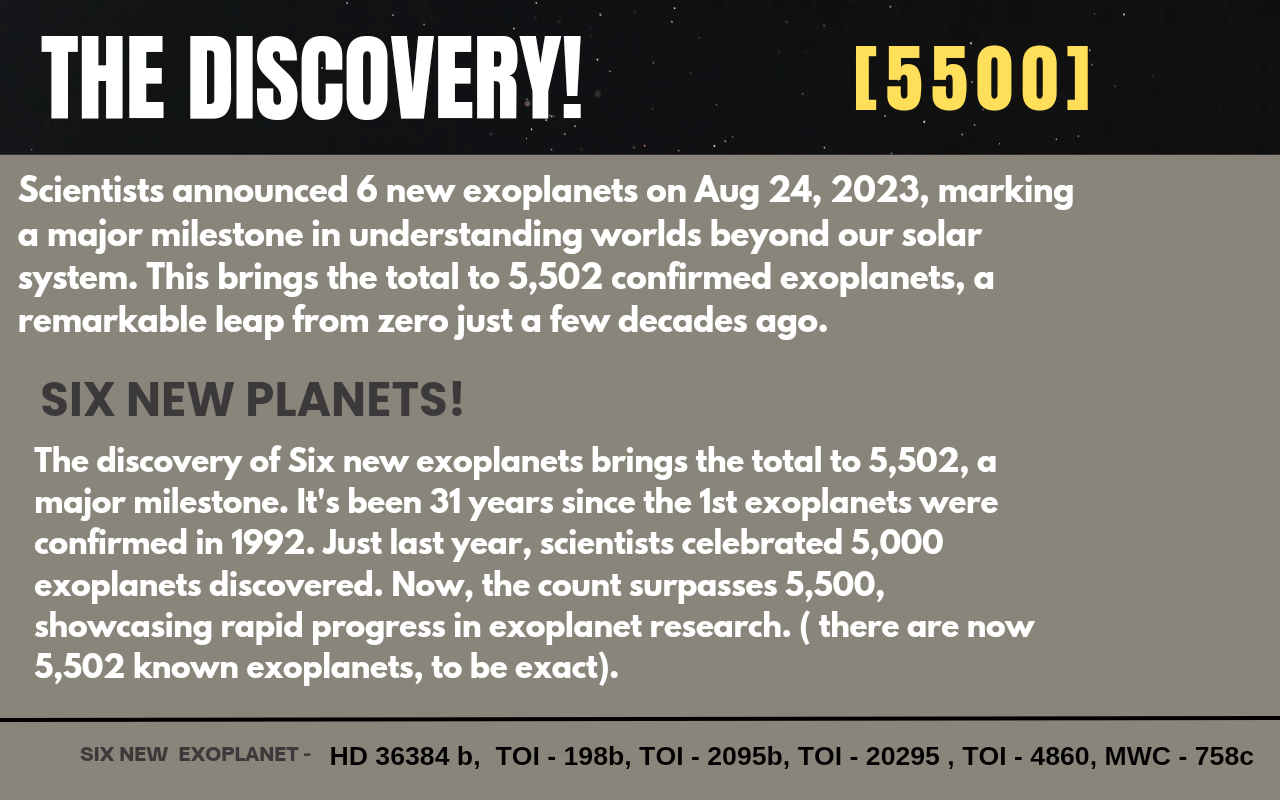 THE DISCOVERY!
[5500]
Scientists announced 6 new exoplanets on Aug 24, 2023, marking
a major milestone in understanding worlds beyond our solar
system. This brings the total to 5,502 confirmed exoplanets, a
remarkable leap from zero just a few decades ago.
SIX NEW PLANETS!
The discovery of Six new exoplanets brings the total to 5,502, a
major milestone. It's been 31 years since the 1st exoplanets were
confirmed in 1992. Just last year, scientists celebrated 5,000
exoplanets discovered. Now, the count surpasses 5,500,
showcasing rapid progress in exoplanet research. ( there are now
5,502 known exoplanets, to be exact).
SIX NEW  EXOPLANET - HD 36384 b,  TOI - 198b, TOI - 2095b, TOI - 20295 , TOI - 4860, MWC - 758c